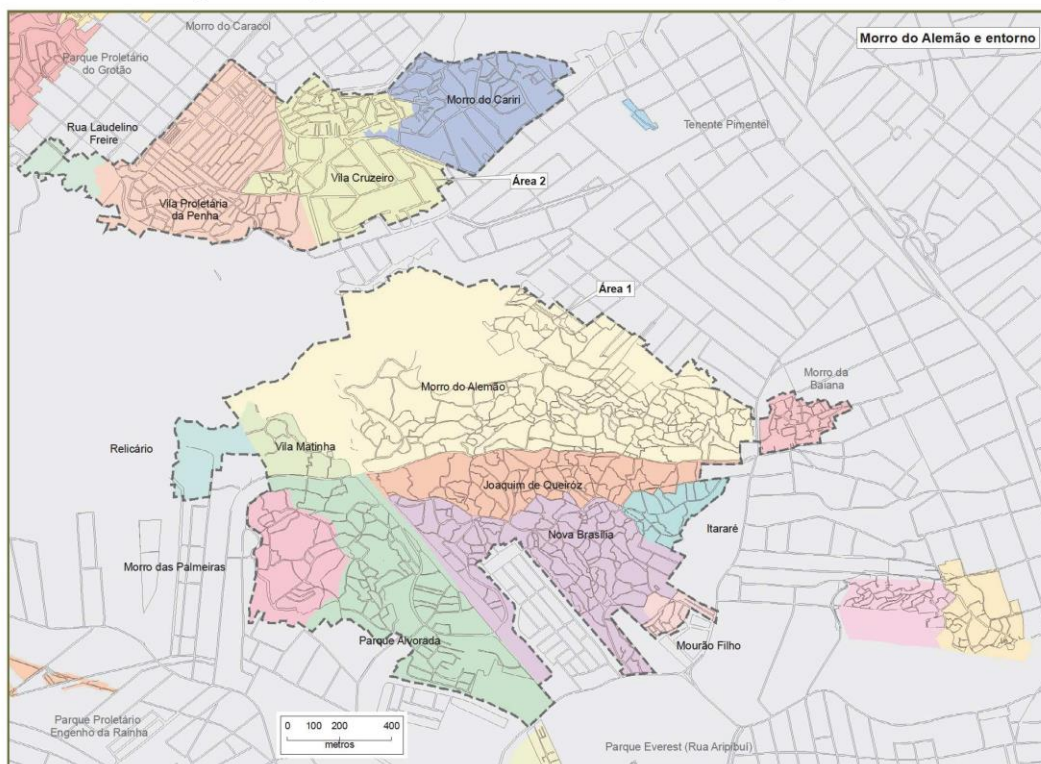 Morro do Alemão e entorno
Morro do Caracol
Parque Proletário
do Grotão
Morro do Cariri
Rua Laudelino
Freire
Tenente Pimentel
Vila Cruzeiro
Área 2
Vila Proletária
da Penha
Área 1
Morro do Alemão
Morro da
Baiana
Relicário
Vila Matinha
Joaquim de Queiróz
Nova Brasília
Itararé
Morro das Palmeiras
Parque Alvorada
Mourão Filho
Parque Proletário
Engenho da Rainha
0 100 200 400
metros
Parque Everest (Rua Aripibu)